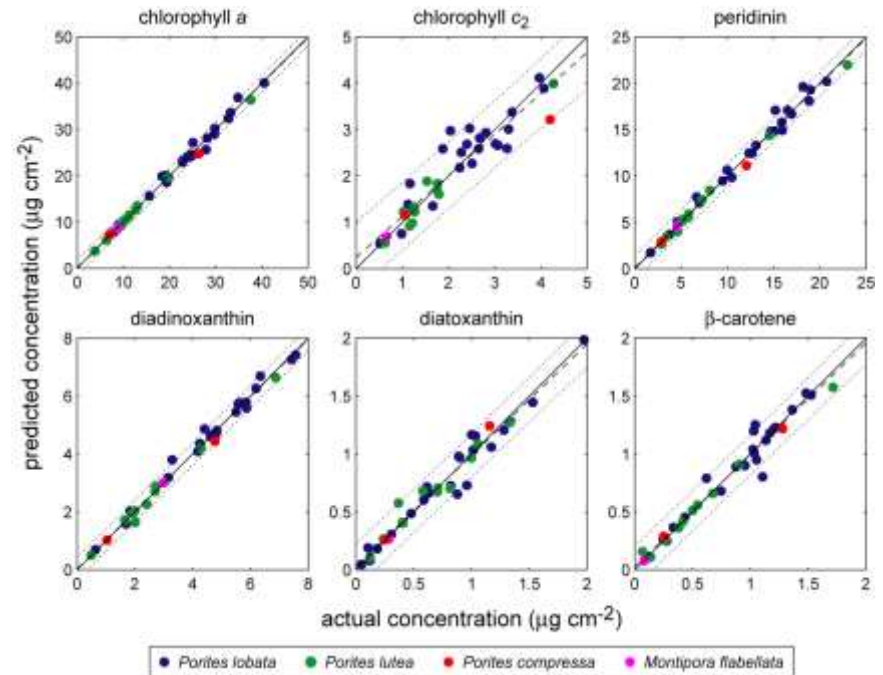 chlorophyll a
chlorophyll c2
peridinin
50
40
30
20
10
0
0 10 20 30 40 50
5
4
3
2
1
0
0 1 2 3 4 5
25
20
15
10
5
0
0 5 10 15 20 25
predicted concentration (µg cm-2)
diadinoxanthin
diatoxanthin
β-carotene
8
6
4
2
0
0 2 4 6 8
2
1.5
1
0.5
0
0 0.5 1 1.5 2
2
1.5
1
0.5
0
0 0.5 1 1.5 2
actual concentration (µg cm-2)
Porites lobata Porites lutea Porites compressa Montipora flabellata